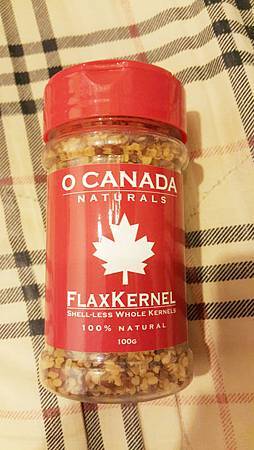 O CANADA
NATURALS
FLAXKERNEL
SHELL-LESS WHOLE KERNELS
100% NATURAL
100G